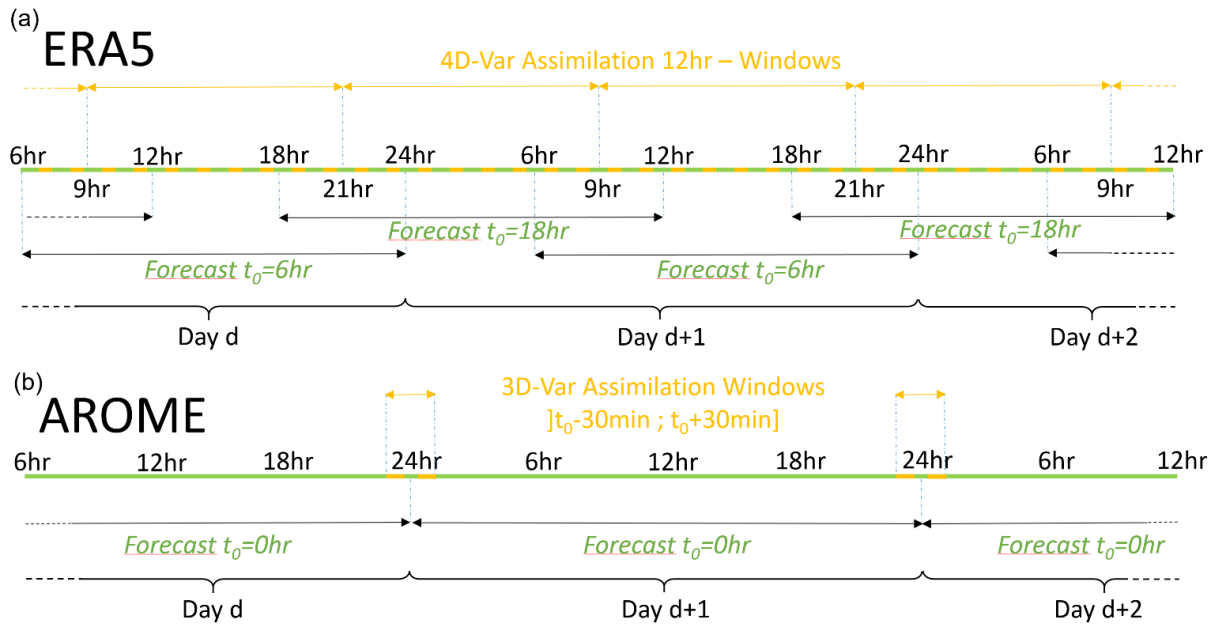 (a)
ERA5
4D-Var Assimilation 12hr – Windows
6hr 12hr 18hr 24hr 6hr 12hr 18hr 24hr 6hr 12hr
9hr 21hr 9hr 21hr 9hr
Forecast t₀=18hr Forecast t₀=18hr
Forecast t₀=6hr Forecast t₀=6hr
Day d Day d+1 Day d+2
(b)
AROME
3D-Var Assimilation Windows
]t₀-30min ; t₀+30min]
6hr 12hr 18hr 24hr 6hr 12hr 18hr 24hr 6hr 12hr
Forecast t₀=0hr Forecast t₀=0hr Forecast t₀=0hr
Day d Day d+1 Day d+2